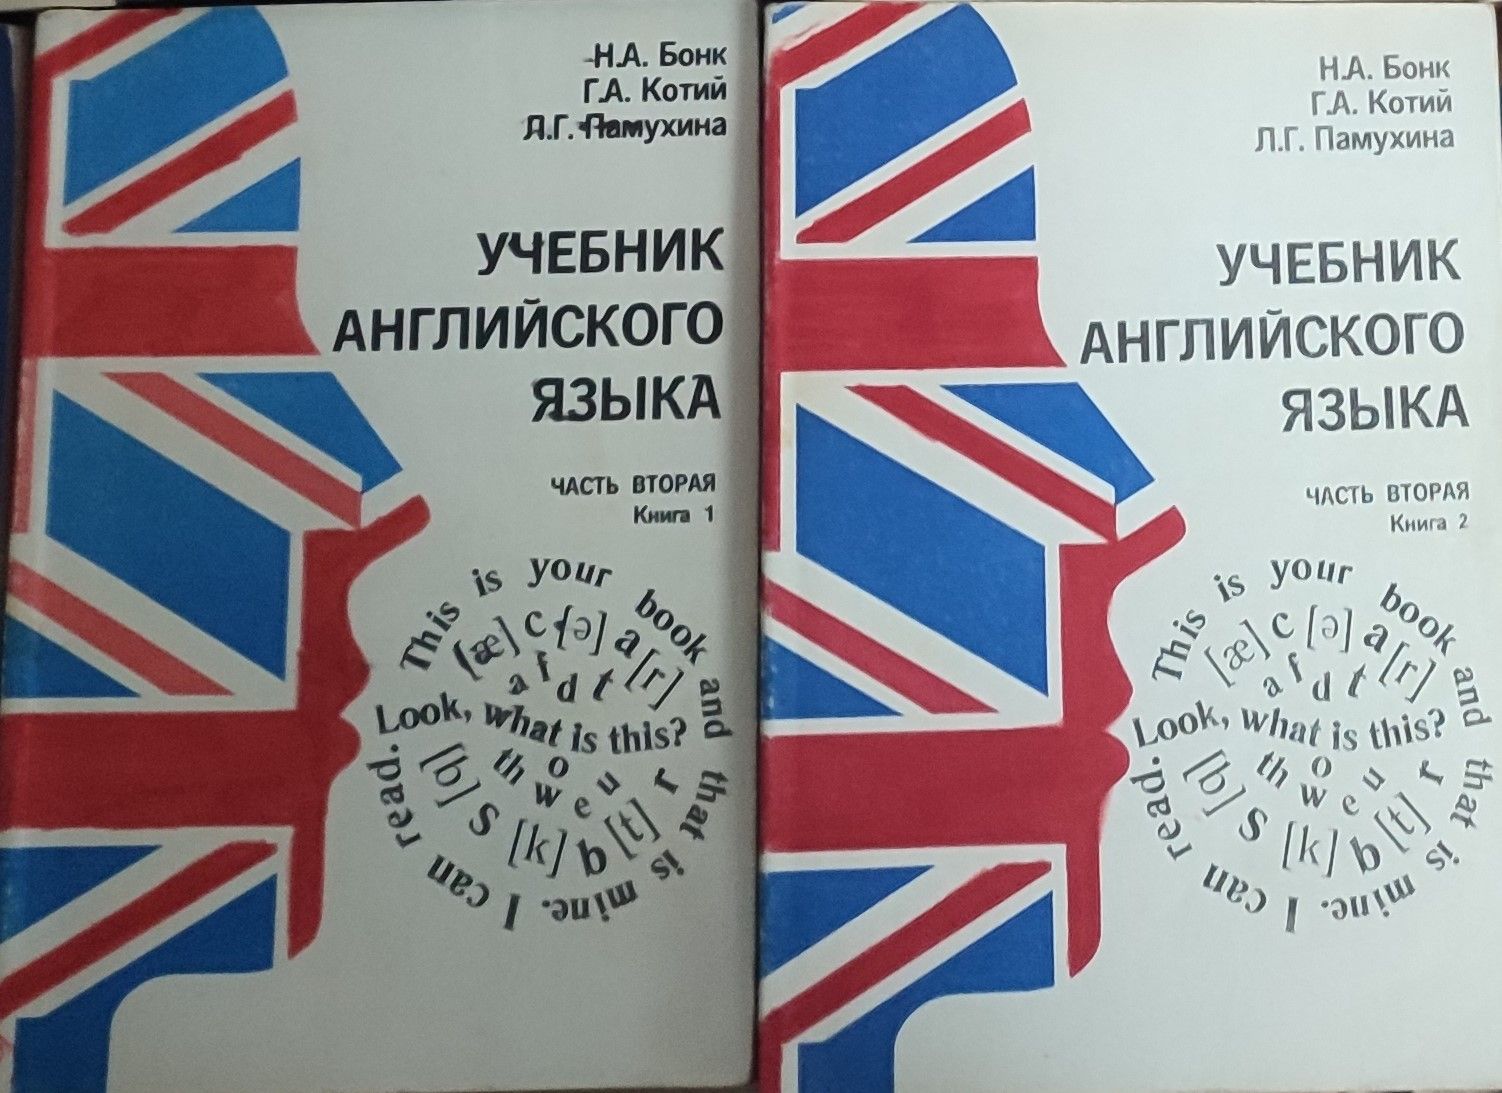 Н.А. Бонк
Г.А. Котий
Л.Г. Памухина
УЧЕБНИК
АНГЛИЙСКОГО
ЯЗЫКА
ЧАСТЬ ВТОРАЯ
Книга 1
This is your book and that is mine. I can read.
[æ] c [ə] a [r]
a f d t
Look, what is this?
th o w e u r
[b] S [k] b [t]
Н.А. Бонк
Г.А. Котий
Л.Г. Памухина
УЧЕБНИК
АНГЛИЙСКОГО
ЯЗЫКА
ЧАСТЬ ВТОРАЯ
Книга 2
This is your book and that is mine. I can read.
[æ] c [ə] a [r]
a f d t
Look, what is this?
th o w e u r
[b] S [k] b [t]